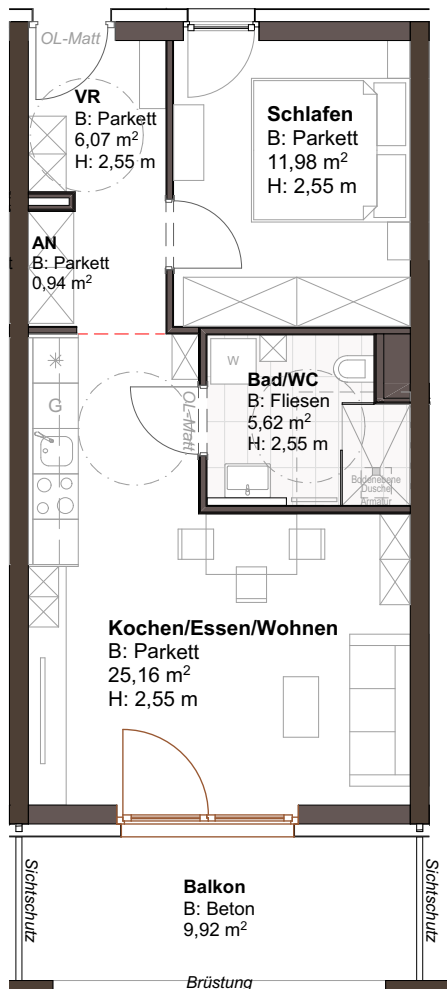 OL-Matt
VR
B: Parkett
6,07 m²
H: 2,55 m
Schlafen
B: Parkett
11,98 m²
H: 2,55 m
AN
B: Parkett
0,94 m²
W
Bad/WC
B: Fliesen
5,62 m²
H: 2,55 m
G
OL-Matt
Bodenebene
Dusche
Armatur
Kochen/Essen/Wohnen
B: Parkett
25,16 m²
H: 2,55 m
Sichtschutz
Balkon
B: Beton
9,92 m²
Sichtschutz
Brüstung